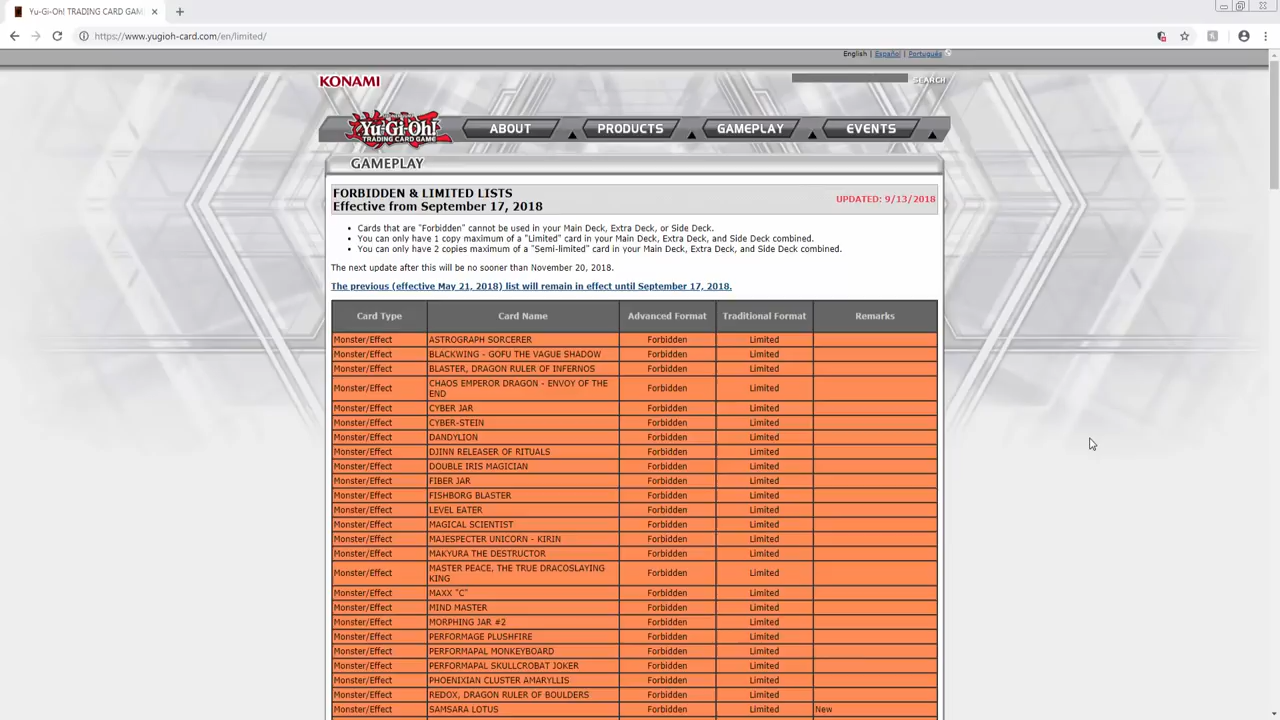 Yu-Gi-Oh! TRADING CARD GAM
https://www.yugioh-card.com/en/limited/
English | Español | Português
KONAMI
SEARCH
Yu-Gi-Oh!
TRADING CARD GAME
ABOUT
PRODUCTS
GAMEPLAY
EVENTS
GAMEPLAY
FORBIDDEN & LIMITED LISTS
Effective from September 17, 2018
UPDATED: 9/13/2018
• Cards that are "Forbidden" cannot be used in your Main Deck, Extra Deck, or Side Deck.
• You can only have 1 copy maximum of a "Limited" card in your Main Deck, Extra Deck, and Side Deck combined.
• You can only have 2 copies maximum of a "Semi-limited" card in your Main Deck, Extra Deck, and Side Deck combined.
The next update after this will be no sooner than November 20, 2018.
The previous (effective May 21, 2018) list will remain in effect until September 17, 2018.
Card Type Card Name Advanced Format Traditional Format Remarks
Monster/Effect ASTROGRAPH SORCERER Forbidden Limited
Monster/Effect BLACKWING - GOFU THE VAGUE SHADOW Forbidden Limited
Monster/Effect BLASTER, DRAGON RULER OF INFERNOS Forbidden Limited
Monster/Effect CHAOS EMPEROR DRAGON - ENVOY OF THE
END Forbidden Limited
Monster/Effect CYBER JAR Forbidden Limited
Monster/Effect CYBER-STEIN Forbidden Limited
Monster/Effect DANDYLION Forbidden Limited
Monster/Effect DJINN RELEASER OF RITUALS Forbidden Limited
Monster/Effect DOUBLE IRIS MAGICIAN Forbidden Limited
Monster/Effect FIBER JAR Forbidden Limited
Monster/Effect FISHBORG BLASTER Forbidden Limited
Monster/Effect LEVEL EATER Forbidden Limited
Monster/Effect MAGICAL SCIENTIST Forbidden Limited
Monster/Effect MAJESPECTER UNICORN - KIRIN Forbidden Limited
Monster/Effect MAKYURA THE DESTRUCTOR Forbidden Limited
Monster/Effect MASTER PEACE, THE TRUE DRACOSLAYING
KING Forbidden Limited
Monster/Effect MAXX "C" Forbidden Limited
Monster/Effect MIND MASTER Forbidden Limited
Monster/Effect MORPHING JAR #2 Forbidden Limited
Monster/Effect PERFORMAGE PLUSHFIRE Forbidden Limited
Monster/Effect PERFORMAPAL MONKEYBOARD Forbidden Limited
Monster/Effect PERFORMAPAL SKULLCROBAT JOKER Forbidden Limited
Monster/Effect PHOENIXIAN CLUSTER AMARYLLIS Forbidden Limited
Monster/Effect REDOX, DRAGON RULER OF BOULDERS Forbidden Limited
Monster/Effect SAMSARA LOTUS Forbidden Limited New